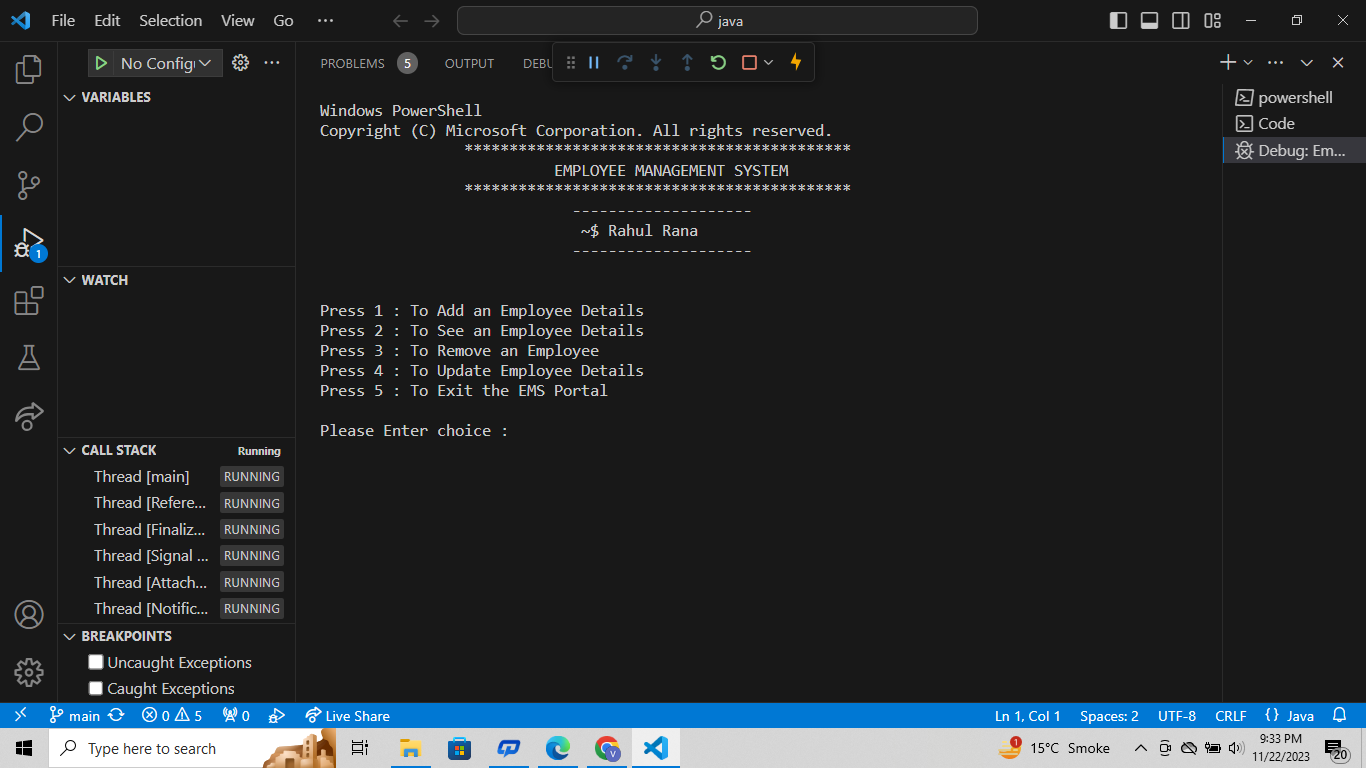 File Edit Selection View Go ··· java
No Config
PROBLEMS 5 OUTPUT DEBU
VARIABLES
WATCH
CALL STACK Running
Thread [main] RUNNING
Thread [Refere... RUNNING
Thread [Finaliz... RUNNING
Thread [Signal ... RUNNING
Thread [Attach... RUNNING
Thread [Notific... RUNNING
BREAKPOINTS
Uncaught Exceptions
Caught Exceptions
1
Windows PowerShell
Copyright (C) Microsoft Corporation. All rights reserved.
*******************************************
EMPLOYEE MANAGEMENT SYSTEM
*******************************************
--------------------
~$ Rahul Rana
--------------------
Press 1 : To Add an Employee Details
Press 2 : To See an Employee Details
Press 3 : To Remove an Employee
Press 4 : To Update Employee Details
Press 5 : To Exit the EMS Portal
Please Enter choice :
powershell
Code
Debug: Em...
main 0 5 0 Live Share Ln 1, Col 1 Spaces: 2 UTF-8 CRLF {} Java
Type here to search
V
1
15°C Smoke
9:33 PM
11/22/2023
20